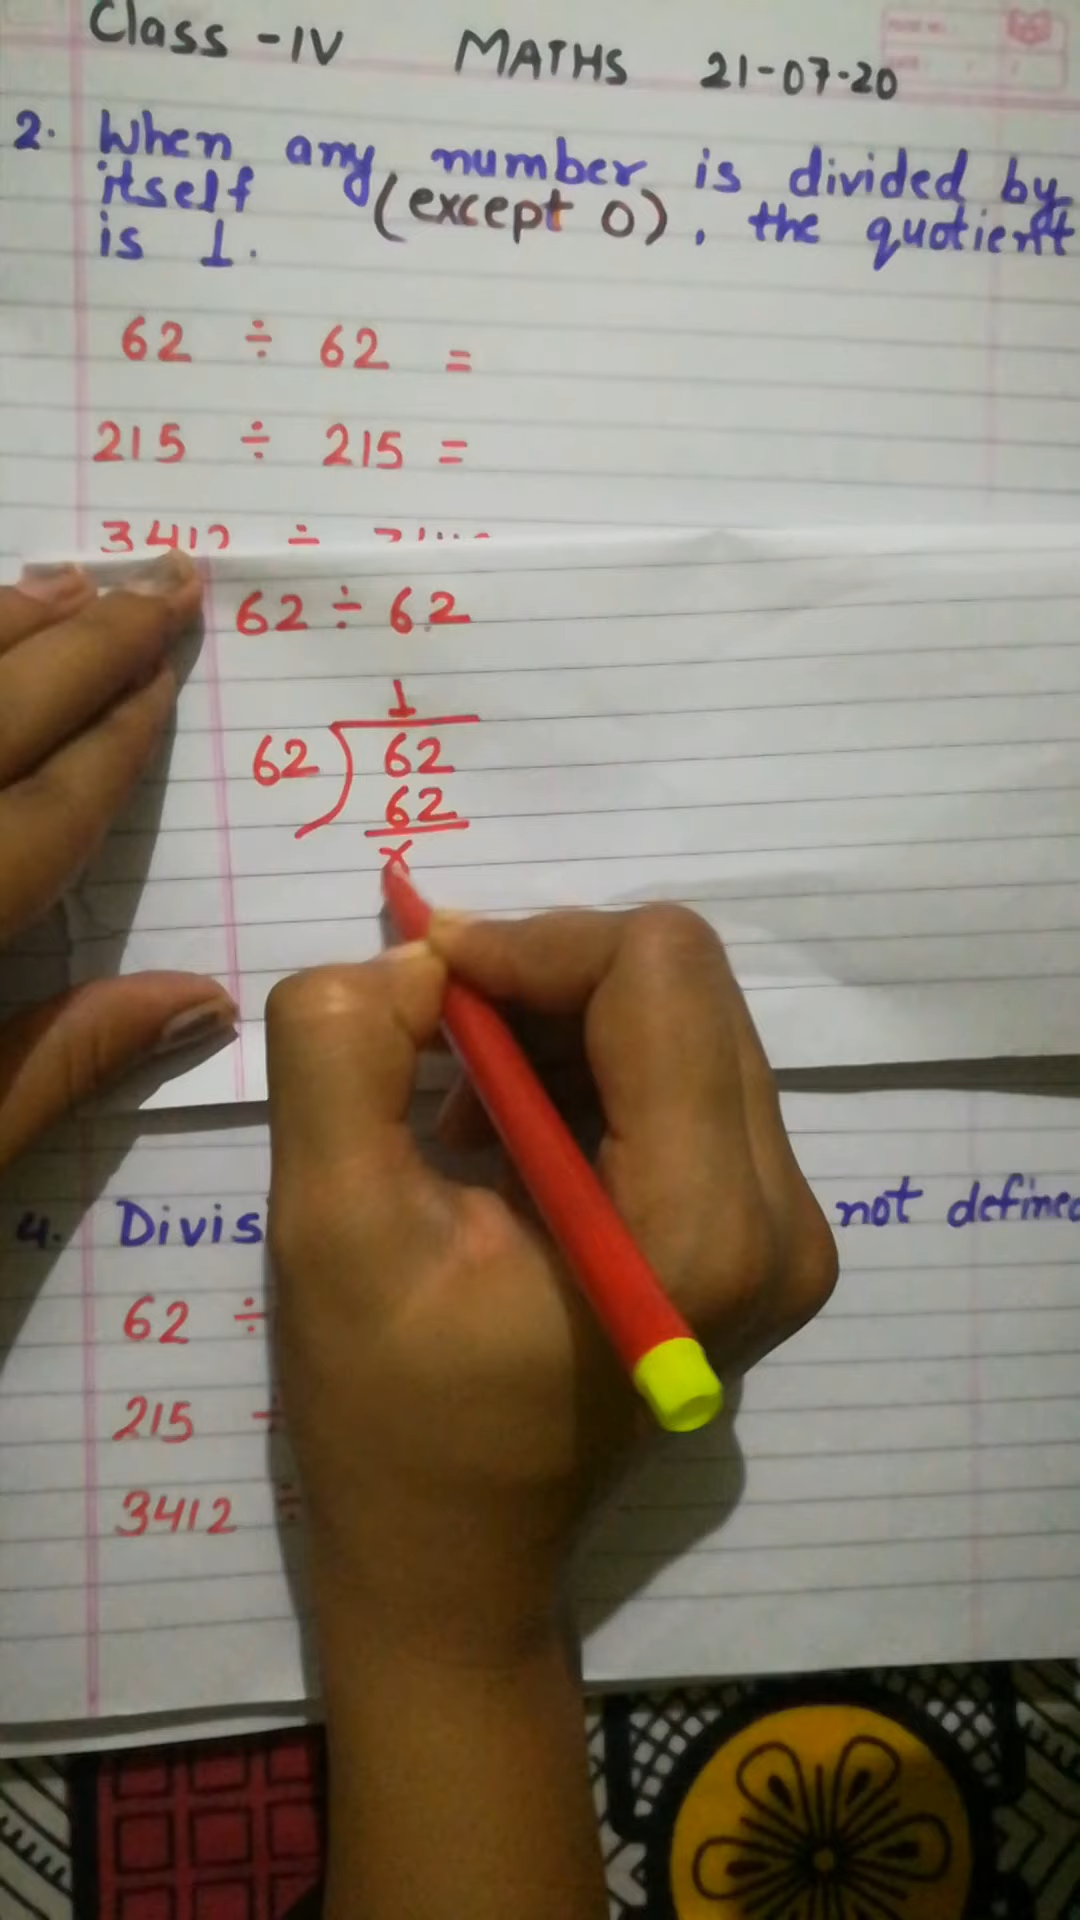 Class - IV MATHS 21-07-20
2. When any number is divided by
itself (except 0), the quotient
is 1.
62 ÷ 62 =
215 ÷ 215 =
3412 ÷
62 ÷ 62
1
62 ) 62
62
x
4. Divis not defined
62 ÷
215 ÷
3412 ÷